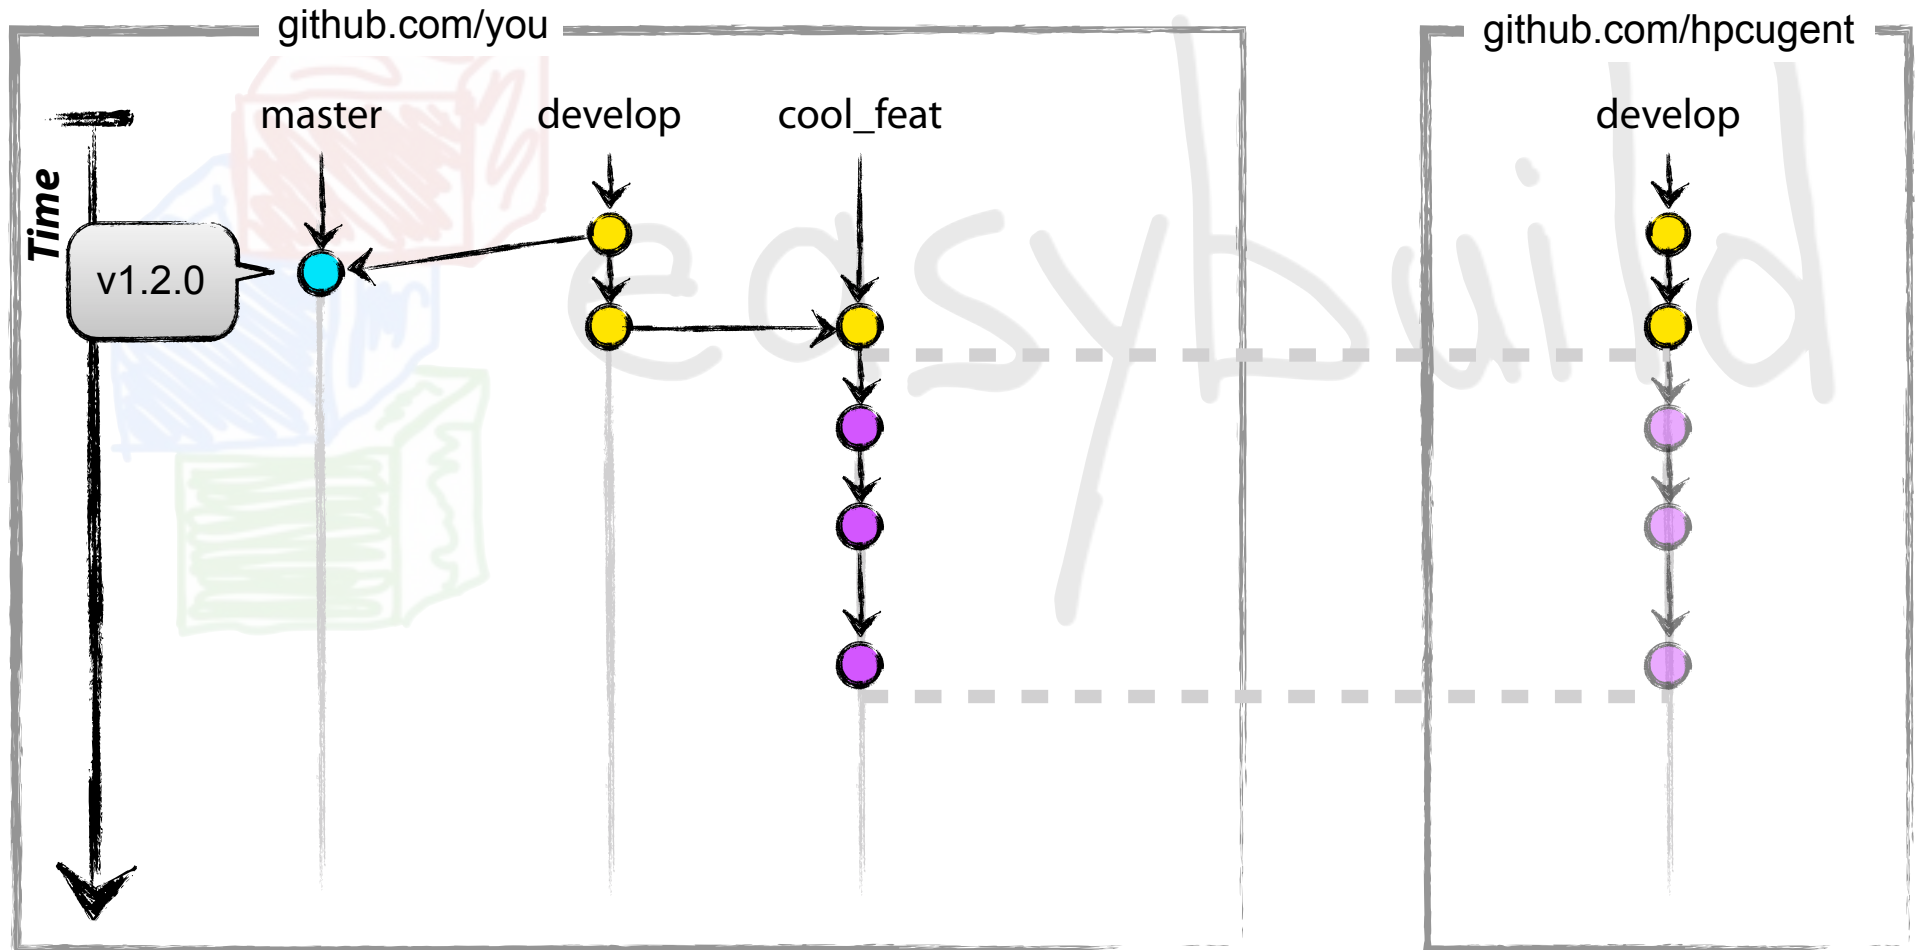 github.com/you
github.com/hpcugent
master
develop
cool_feat
develop
Time
v1.2.0
easybuild